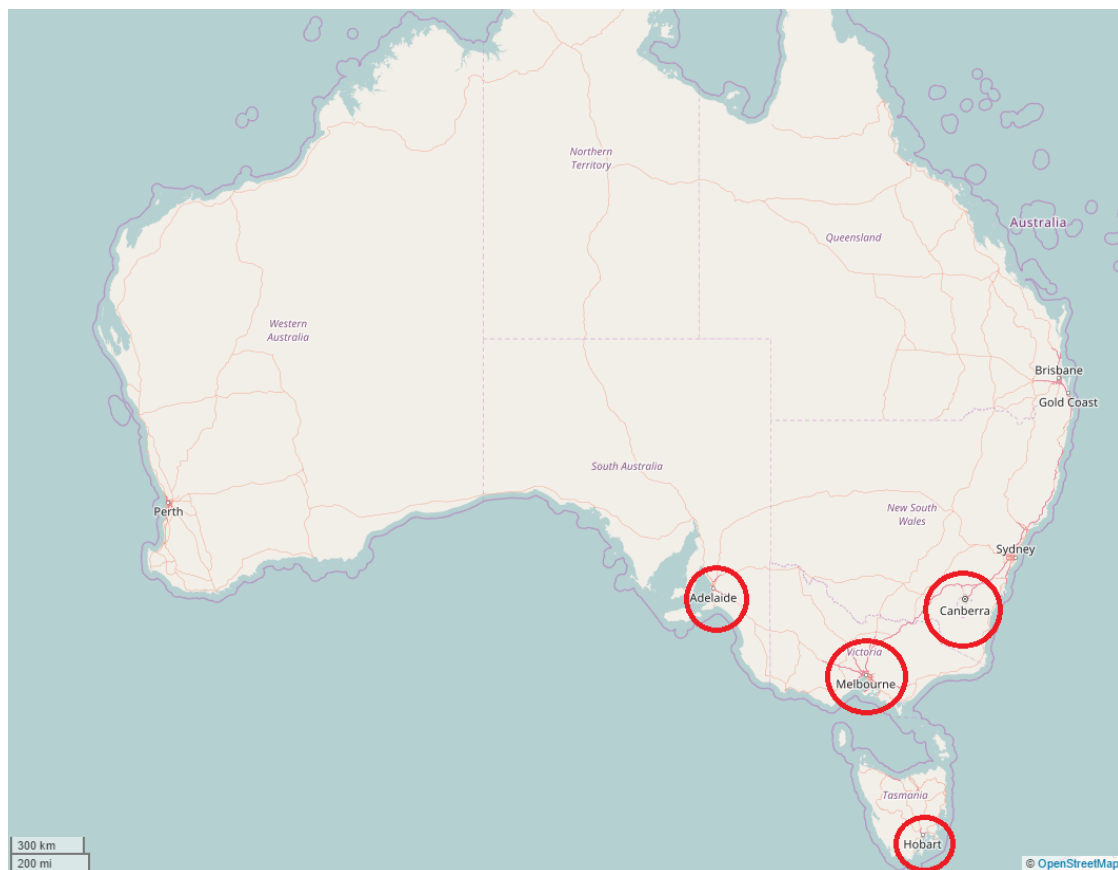 Northern
Territory
Australia
Queensland
Western
Australia
Brisbane
Gold Coast
South Australia
New South
Wales
Perth
Sydney
Adelaide
Canberra
Victoria
Melbourne
Tasmania
Hobart
300 km
200 mi
© OpenStreetMap